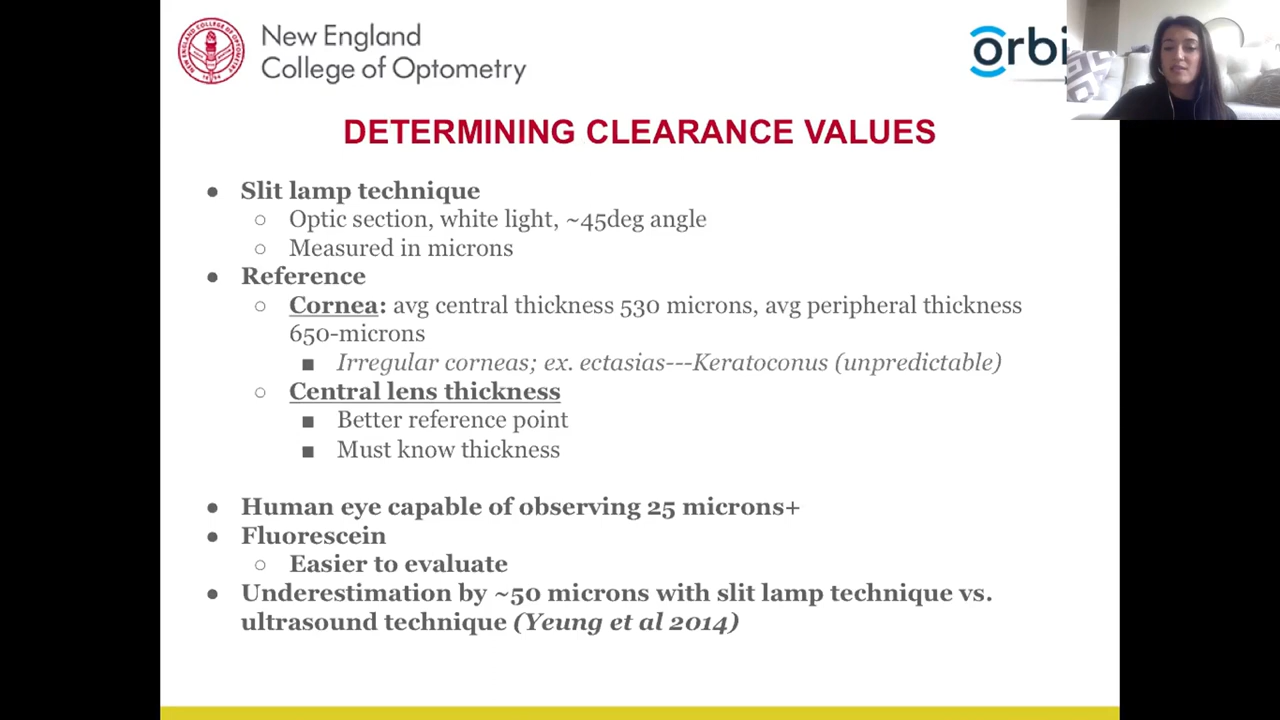 New England
College of Optometry
orbi
DETERMINING CLEARANCE VALUES
● Slit lamp technique
○ Optic section, white light, ~45deg angle
○ Measured in microns
● Reference
○ Cornea: avg central thickness 530 microns, avg peripheral thickness
650-microns
■ Irregular corneas; ex. ectasias---Keratoconus (unpredictable)
○ Central lens thickness
■ Better reference point
■ Must know thickness
● Human eye capable of observing 25 microns+
● Fluorescein
○ Easier to evaluate
● Underestimation by ~50 microns with slit lamp technique vs.
ultrasound technique (Yeung et al 2014)